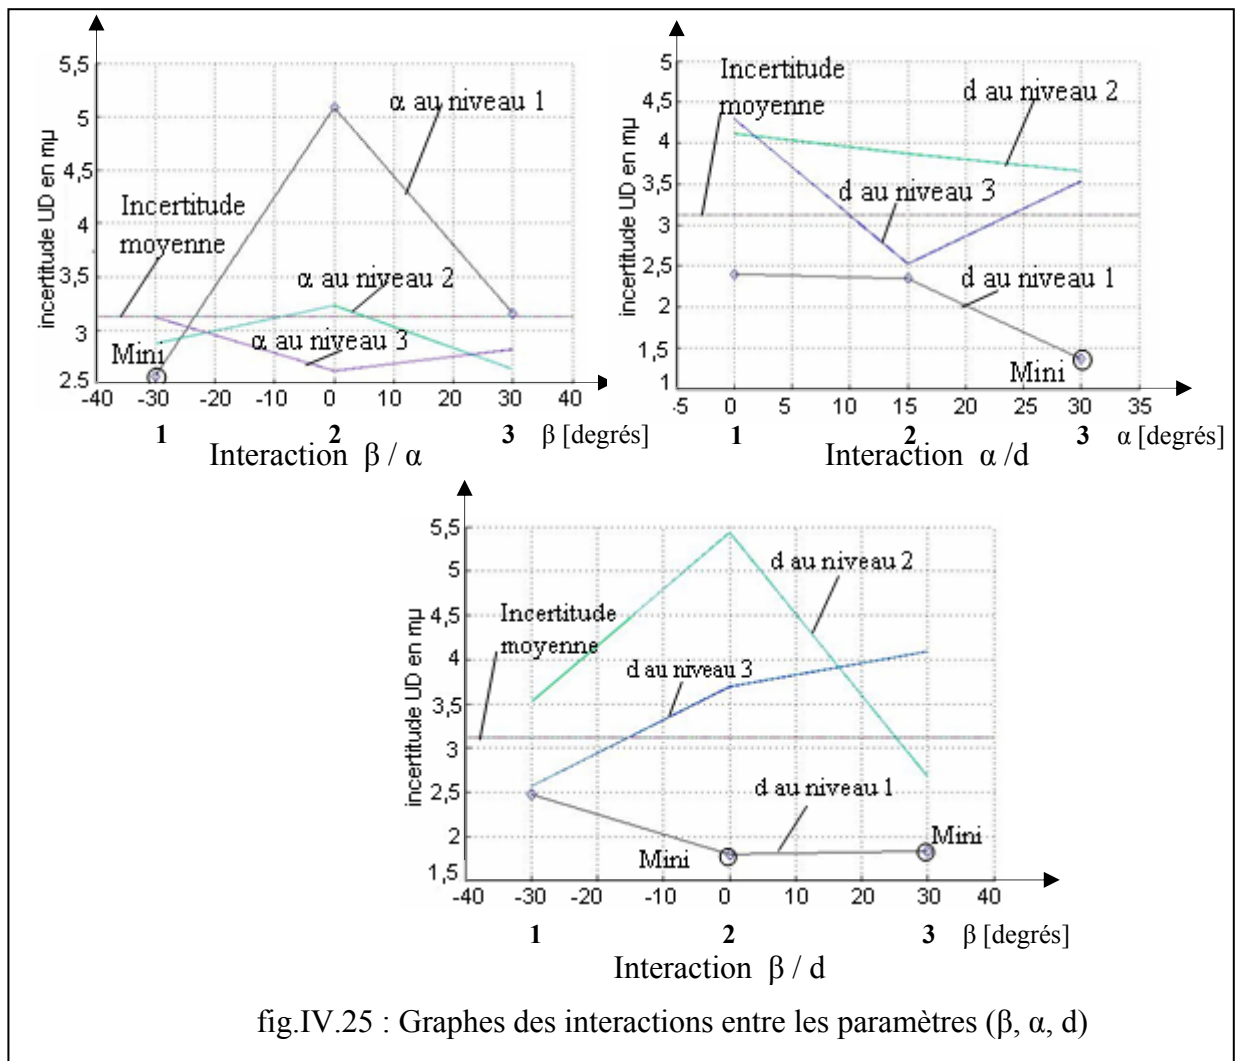 5,5
5
4,5
4
3,5
3
2.5
incertitude UD en mµ
α au niveau 1
Incertitude
moyenne
α au niveau 2
α au niveau 3
Mini
-40 -30 -20 -10 0 10 20 30 40
1 2 3 β [degrés]
Interaction β / α
5
4,5
4
3,5
3
2,5
2
1,5
1
incertitude UD en mµ
Incertitude
moyenne
d au niveau 2
d au niveau 3
d au niveau 1
Mini
-5 0 5 10 15 20 25 30 35
1 2 3 α [degrés]
Interaction α /d
5,5
5
4,5
4
3,5
3
2,5
2
1,5
incertitude UD en mµ
d au niveau 2
Incertitude
moyenne
d au niveau 3
d au niveau 1
Mini
Mini
-40 -30 -20 -10 0 10 20 30 40
1 2 3 β [degrés]
Interaction β / d
fig.IV.25 : Graphes des interactions entre les paramètres (β, α, d)